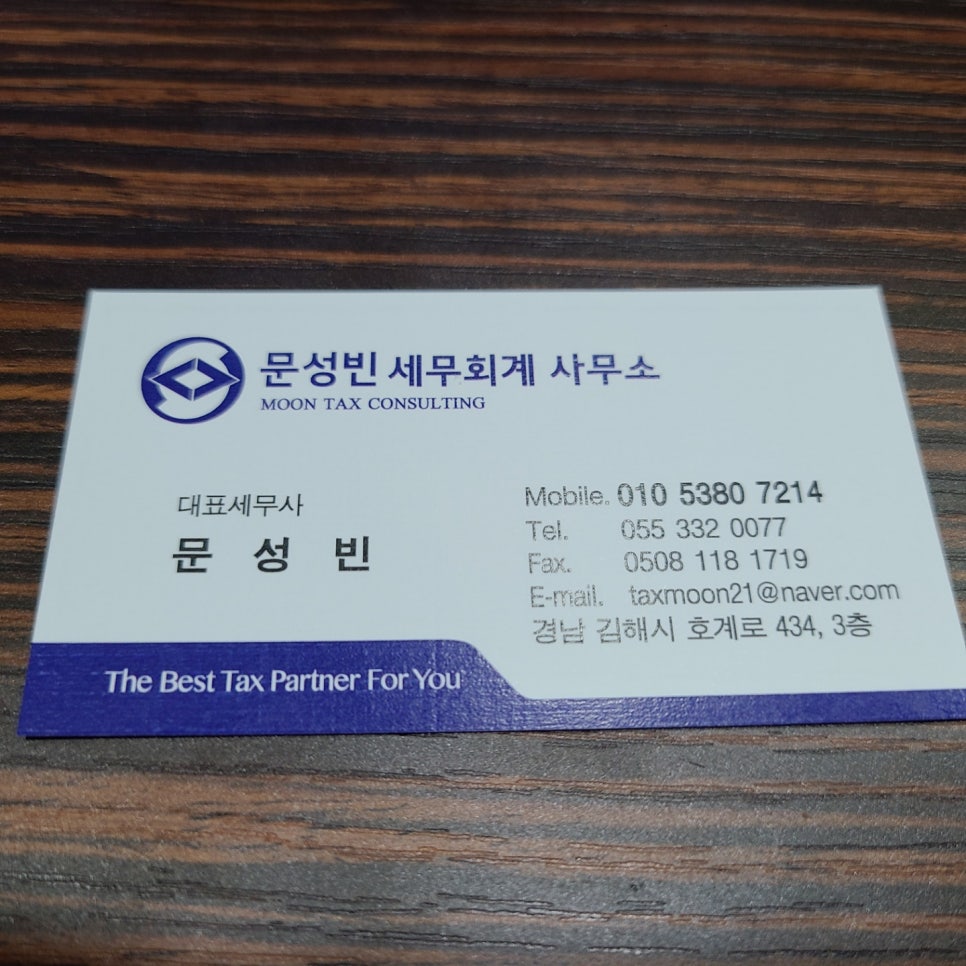 문성빈 세무회계 사무소
MOON TAX CONSULTING
대표세무사
문 성 빈
Mobile. 010 5380 7214
Tel. 055 332 0077
Fax. 0508 118 1719
E-mail. taxmoon21@naver.com
경남 김해시 호계로 434, 3층
The Best Tax Partner For You